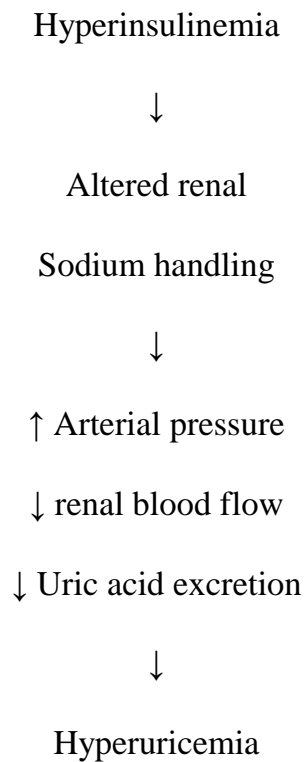 Hyperinsulinemia
↓
Altered renal
Sodium handling
↓
↑ Arterial pressure
↓ renal blood flow
↓ Uric acid excretion
↓
Hyperuricemia